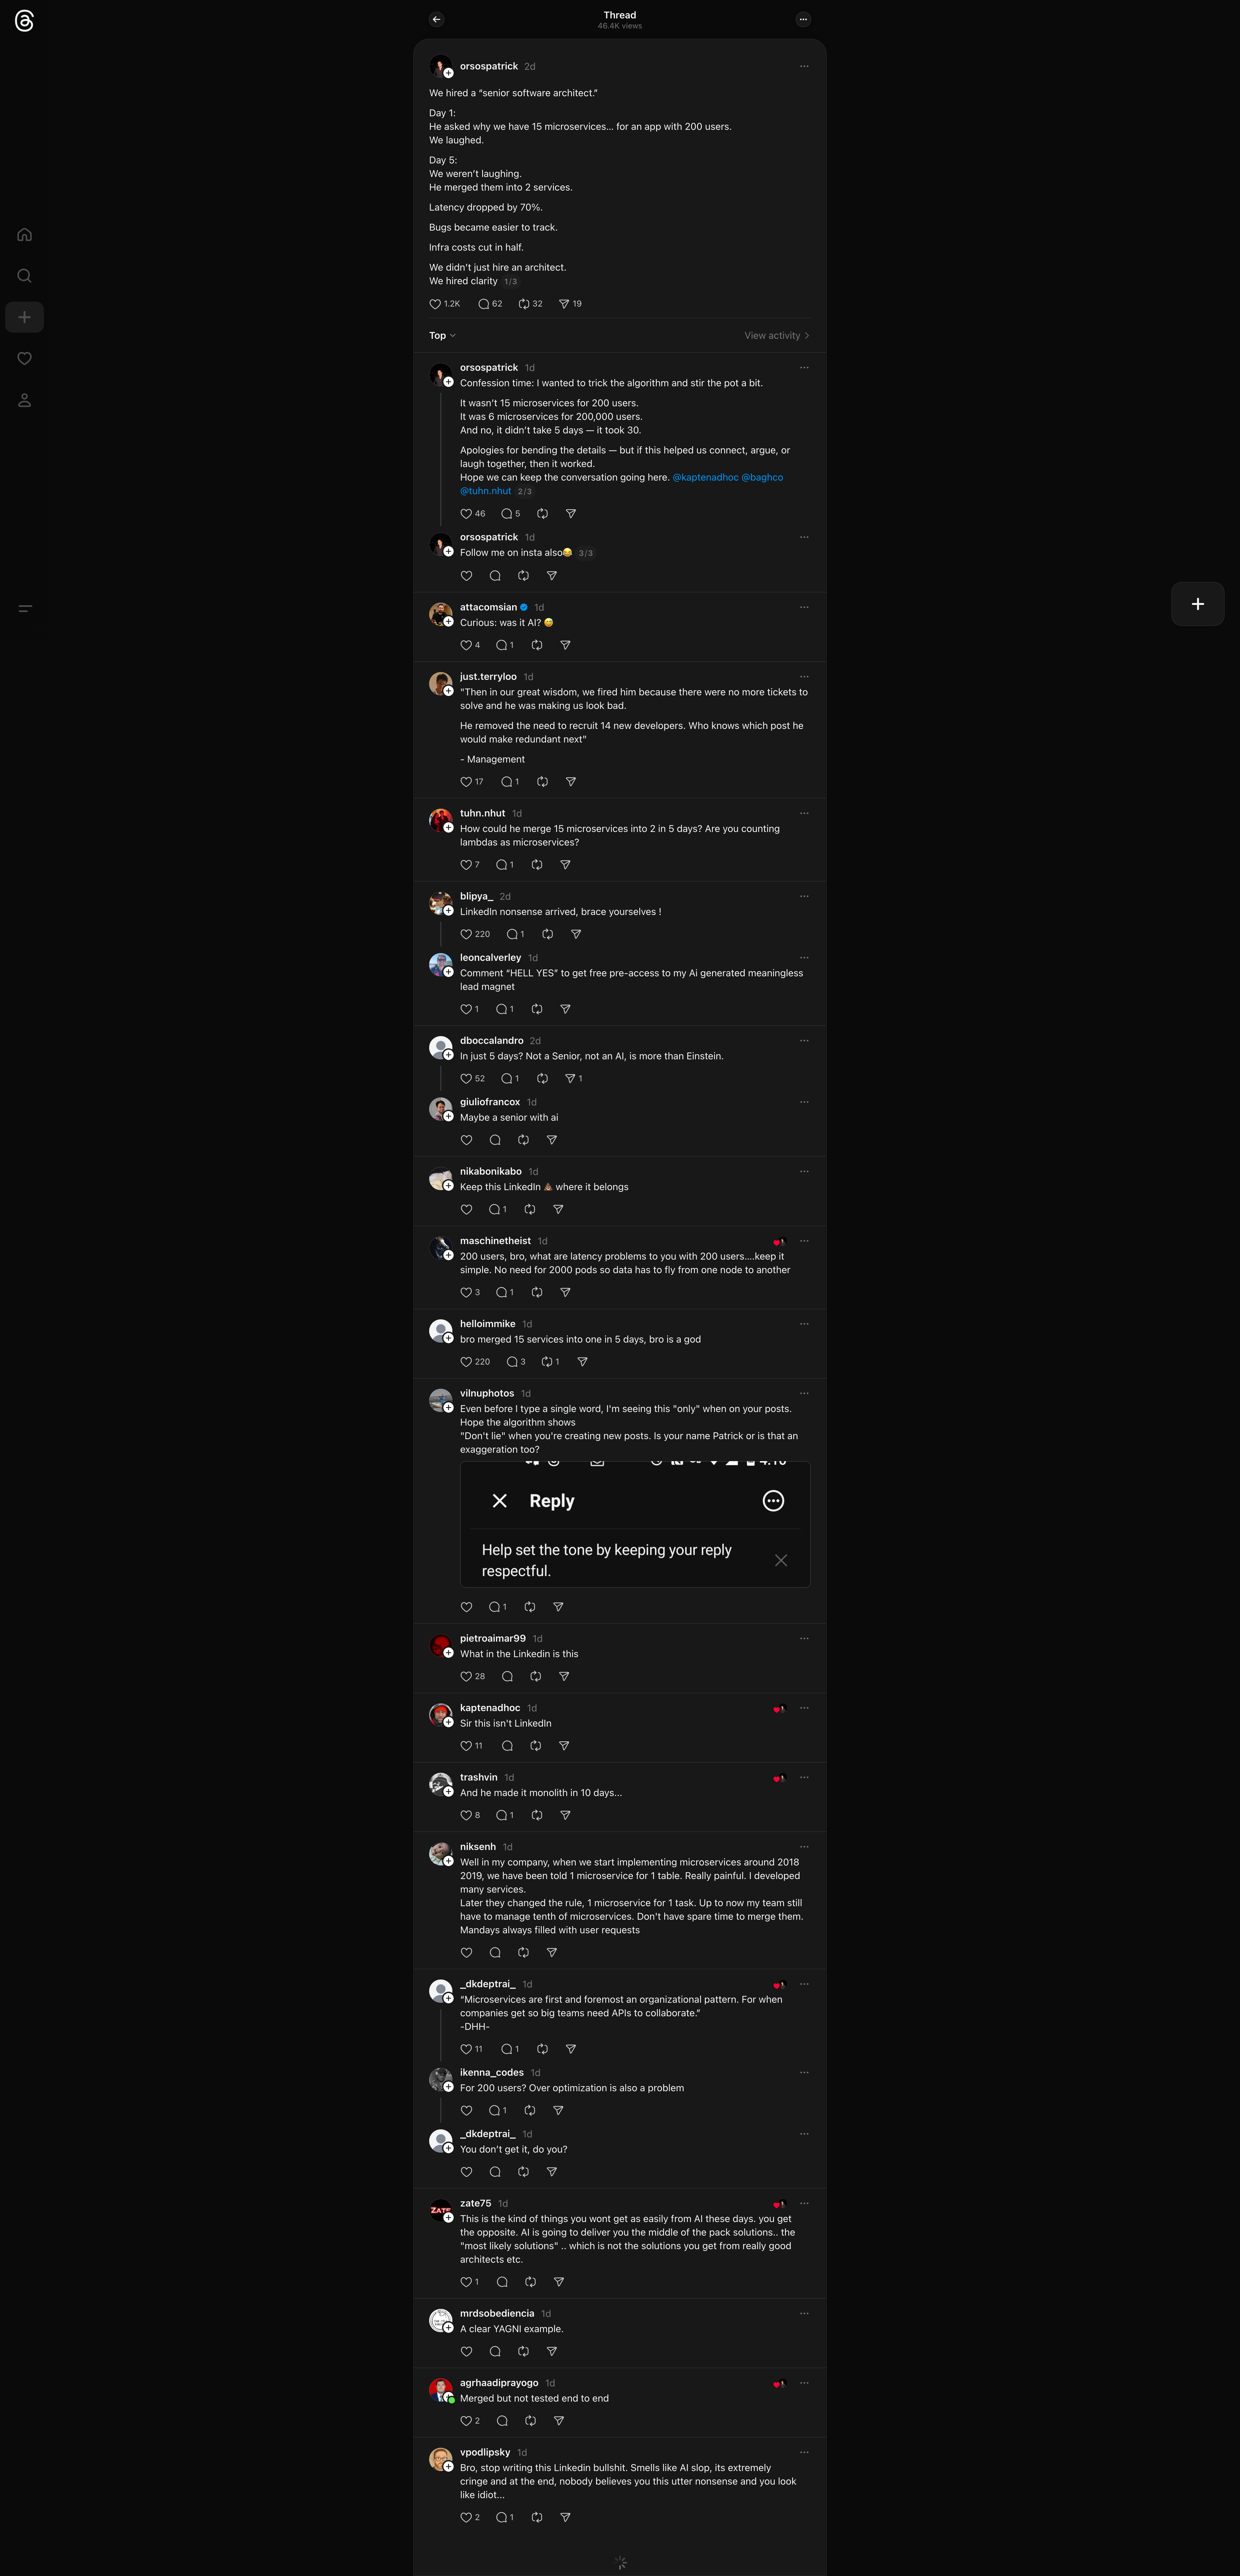 Thread
46.4K views
orsospatrick 2d
We hired a “senior software architect.”
Day 1:
He asked why we have 15 microservices... for an app with 200 users.
We laughed.
Day 5:
We weren’t laughing.
He merged them into 2 services.
Latency dropped by 70%.
Bugs became easier to track.
Infra costs cut in half.
We didn’t just hire an architect.
We hired clarity 1/3
1.2K 62 32 19
Top View activity
orsospatrick 1d
Confession time: I wanted to trick the algorithm and stir the pot a bit.
It wasn’t 15 microservices for 200 users.
It was 6 microservices for 200,000 users.
And no, it didn’t take 5 days — it took 30.
Apologies for bending the details — but if this helped us connect, argue, or
laugh together, then it worked.
Hope we can keep the conversation going here. @kaptenadhoc @baghco
@tuhn.nhut 2/3
46 5
orsospatrick 1d
Follow me on insta also😂 3/3
attacomsian 1d
Curious: was it AI? 😅
4 1
just.terryloo 1d
"Then in our great wisdom, we fired him because there were no more tickets to
solve and he was making us look bad.
He removed the need to recruit 14 new developers. Who knows which post he
would make redundant next"
- Management
17 1
tuhn.nhut 1d
How could he merge 15 microservices into 2 in 5 days? Are you counting
lambdas as microservices?
7 1
blipya_ 2d
LinkedIn nonsense arrived, brace yourselves !
220 1
leoncalverley 1d
Comment “HELL YES” to get free pre-access to my Ai generated meaningless
lead magnet
1 1
dboccalandro 2d
In just 5 days? Not a Senior, not an AI, is more than Einstein.
52 1 1
giuliofrancox 1d
Maybe a senior with ai
nikabonikabo 1d
Keep this LinkedIn 💩 where it belongs
1
maschinetheist 1d
200 users, bro, what are latency problems to you with 200 users....keep it
simple. No need for 2000 pods so data has to fly from one node to another
3 1
helloimmike 1d
bro merged 15 services into one in 5 days, bro is a god
220 3 1
vilnuphotos 1d
Even before I type a single word, I'm seeing this "only" when on your posts.
Hope the algorithm shows
"Don't lie" when you're creating new posts. Is your name Patrick or is that an
exaggeration too?
Reply
Help set the tone by keeping your reply
respectful.
1
pietroaimar99 1d
What in the Linkedin is this
28
kaptenadhoc 1d
Sir this isn't LinkedIn
11
trashvin 1d
And he made it monolith in 10 days...
8 1
niksenh 1d
Well in my company, when we start implementing microservices around 2018
2019, we have been told 1 microservice for 1 table. Really painful. I developed
many services.
Later they changed the rule, 1 microservice for 1 task. Up to now my team still
have to manage tenth of microservices. Don't have spare time to merge them.
Mandays always filled with user requests
_dkdeptrai_ 1d
“Microservices are first and foremost an organizational pattern. For when
companies get so big teams need APIs to collaborate.”
-DHH-
11 1
ikenna_codes 1d
For 200 users? Over optimization is also a problem
1
_dkdeptrai_ 1d
You don’t get it, do you?
ZATE
zate75 1d
This is the kind of things you wont get as easily from AI these days. you get
the opposite. AI is going to deliver you the middle of the pack solutions.. the
"most likely solutions" .. which is not the solutions you get from really good
architects etc.
1
mrdsobediencia 1d
A clear YAGNI example.
agrhaadiprayogo 1d
Merged but not tested end to end
2
vpodlipsky 1d
Bro, stop writing this Linkedin bullshit. Smells like AI slop, its extremely
cringe and at the end, nobody believes you this utter nonsense and you look
like idiot...
2 1